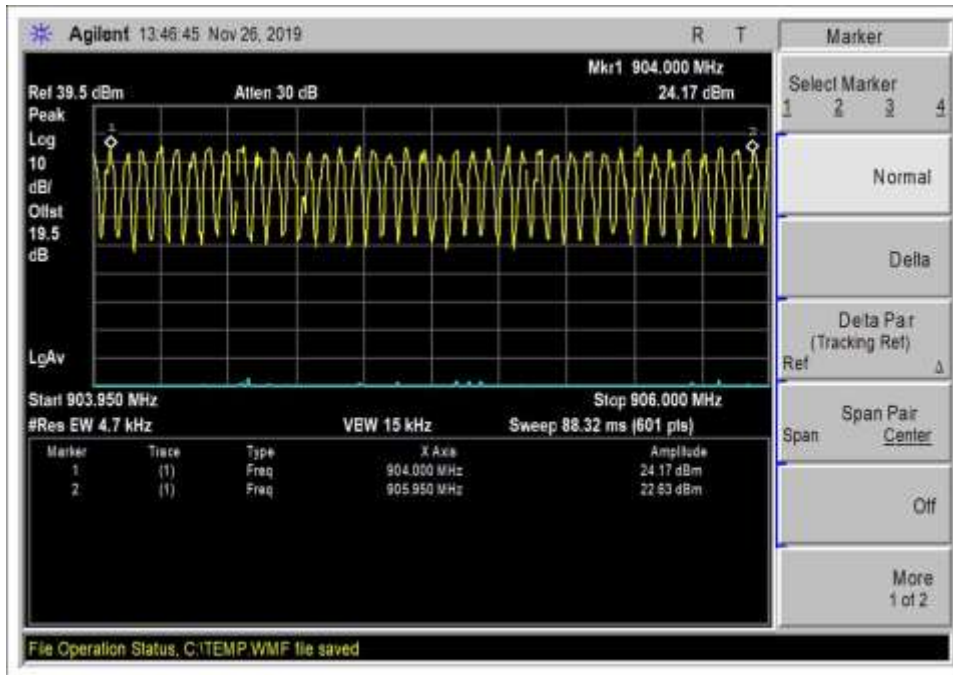 Agilent 13:46:45 Nov 26, 2019 R T
Marker
Mkr1 904.000 MHz
Ref 39.5 dBm Atten 30 dB 24.17 dBm
Select Marker
1 2 3 4
Peak
Log
10
dB/
Offst
19.5
dB
1
2
Normal
Delta
Delta Pair
(Tracking Ref)
Ref Δ
LgAv
Start 903.950 MHz Stop 906.000 MHz
#Res BW 4.7 kHz VBW 15 kHz Sweep 88.32 ms (601 pts)
Span Pair
Span Center
Marker Trace Type X Axis Amplitude
1 (1) Freq 904.000 MHz 24.17 dBm
2 (1) Freq 905.950 MHz 22.63 dBm
Off
More
1 of 2
File Operation Status, C:\TEMP.WMF file saved